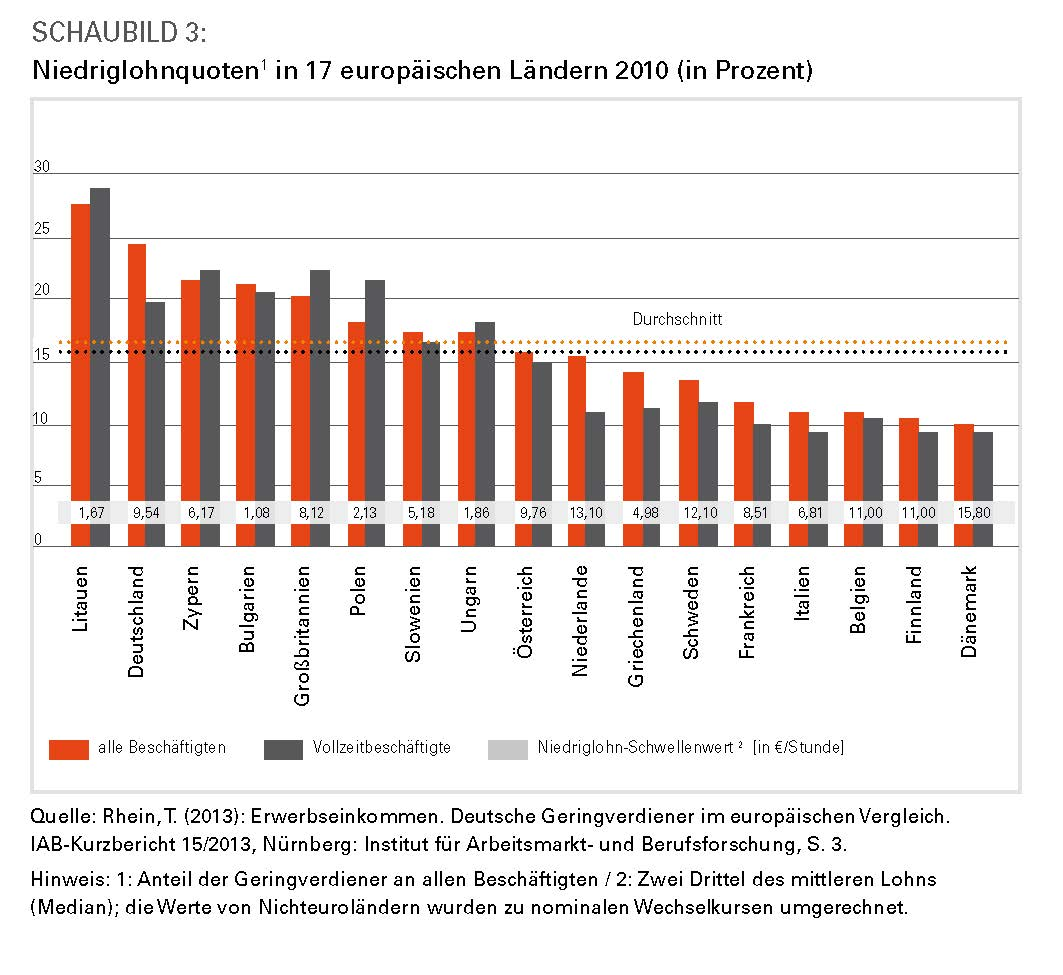 SCHAUBILD 3:
Niedriglohnquoten¹ in 17 europäischen Ländern 2010 (in Prozent)
30
25
20
Durchschnitt
15
10
5
1,67 9,54 6,17 1,08 8,12 2,13 5,18 1,86 9,76 13,10 4,98 12,10 8,51 6,81 11,00 11,00 15,80
0
Litauen
Deutschland
Zypern
Bulgarien
Großbritannien
Polen
Slowenien
Ungarn
Österreich
Niederlande
Griechenland
Schweden
Frankreich
Italien
Belgien
Finnland
Dänemark
alle Beschäftigten Vollzeitbeschäftigte Niedriglohn-Schwellenwert ² [in €/Stunde]
Quelle: Rhein, T. (2013): Erwerbseinkommen. Deutsche Geringverdiener im europäischen Vergleich.
IAB-Kurzbericht 15/2013, Nürnberg: Institut für Arbeitsmarkt- und Berufsforschung, S. 3.
Hinweis: 1: Anteil der Geringverdiener an allen Beschäftigten / 2: Zwei Drittel des mittleren Lohns
(Median); die Werte von Nichteuroländern wurden zu nominalen Wechselkursen umgerechnet.